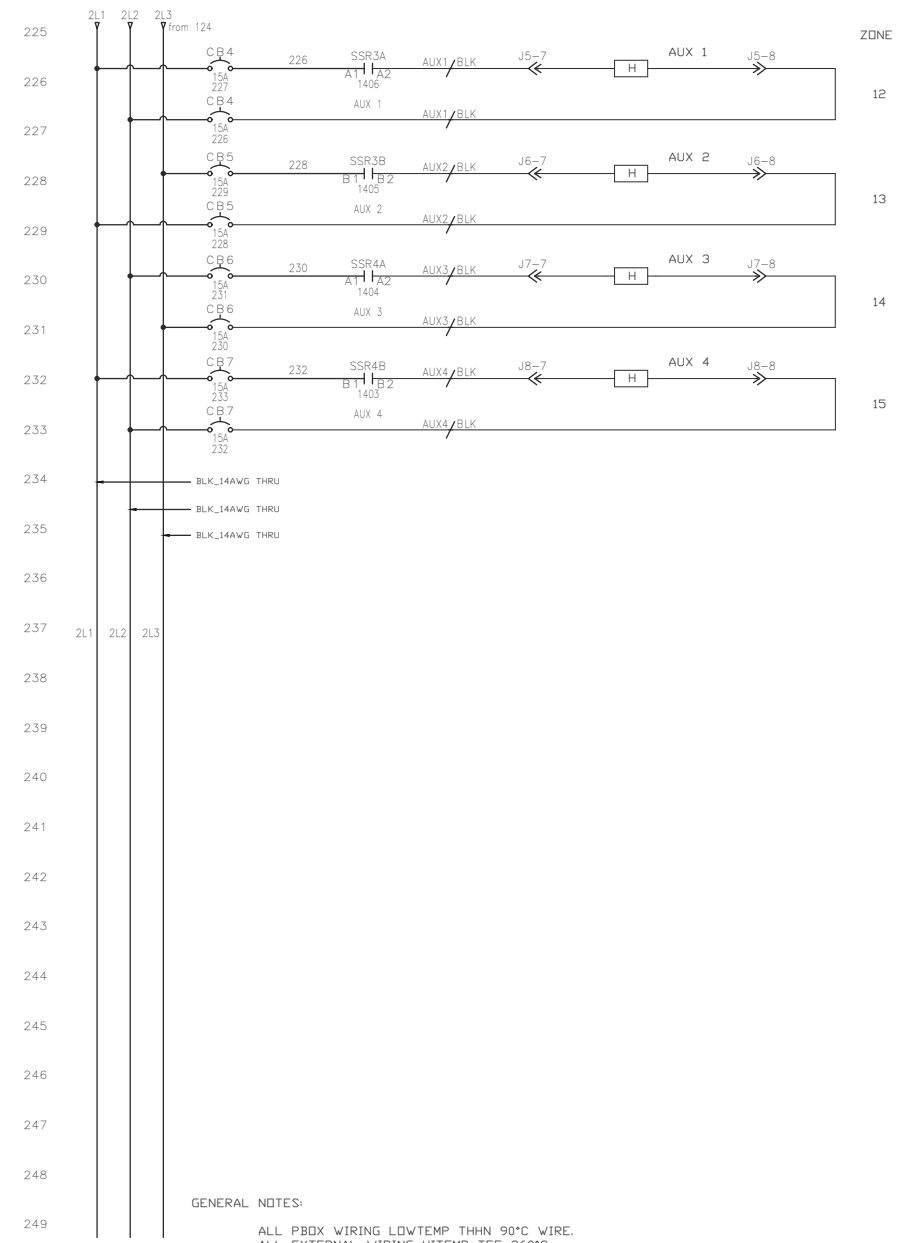 2L1 2L2 2L3
225 from 124 ZONE
CB4 226 SSR3A AUX1/BLK J5-7 AUX 1 J5-8
H
226 15A A1 A2
227 1406 12
CB4 AUX 1 AUX1/BLK
227 15A
226
CB5 228 SSR3B AUX2/BLK J6-7 AUX 2 J6-8
H
228 15A B1 B2
229 1405 13
CB5 AUX 2 AUX2/BLK
229 15A
228
CB6 230 SSR4A AUX3/BLK J7-7 AUX 3 J7-8
H
230 15A A1 A2
231 1404 14
CB6 AUX 3 AUX3/BLK
231 15A
230
CB7 232 SSR4B AUX4/BLK J8-7 AUX 4 J8-8
H
232 15A B1 B2
233 1403 15
CB7 AUX 4 AUX4/BLK
233 15A
232
234 BLK_14AWG THRU
BLK_14AWG THRU
235 BLK_14AWG THRU
236
237 2L1 2L2 2L3
238
239
240
241
242
243
244
245
246
247
248
GENERAL NOTES:
249 ALL PBOX WIRING LOWTEMP THHN 90°C WIRE.
ALL EXTERNAL WIRING HITEMP